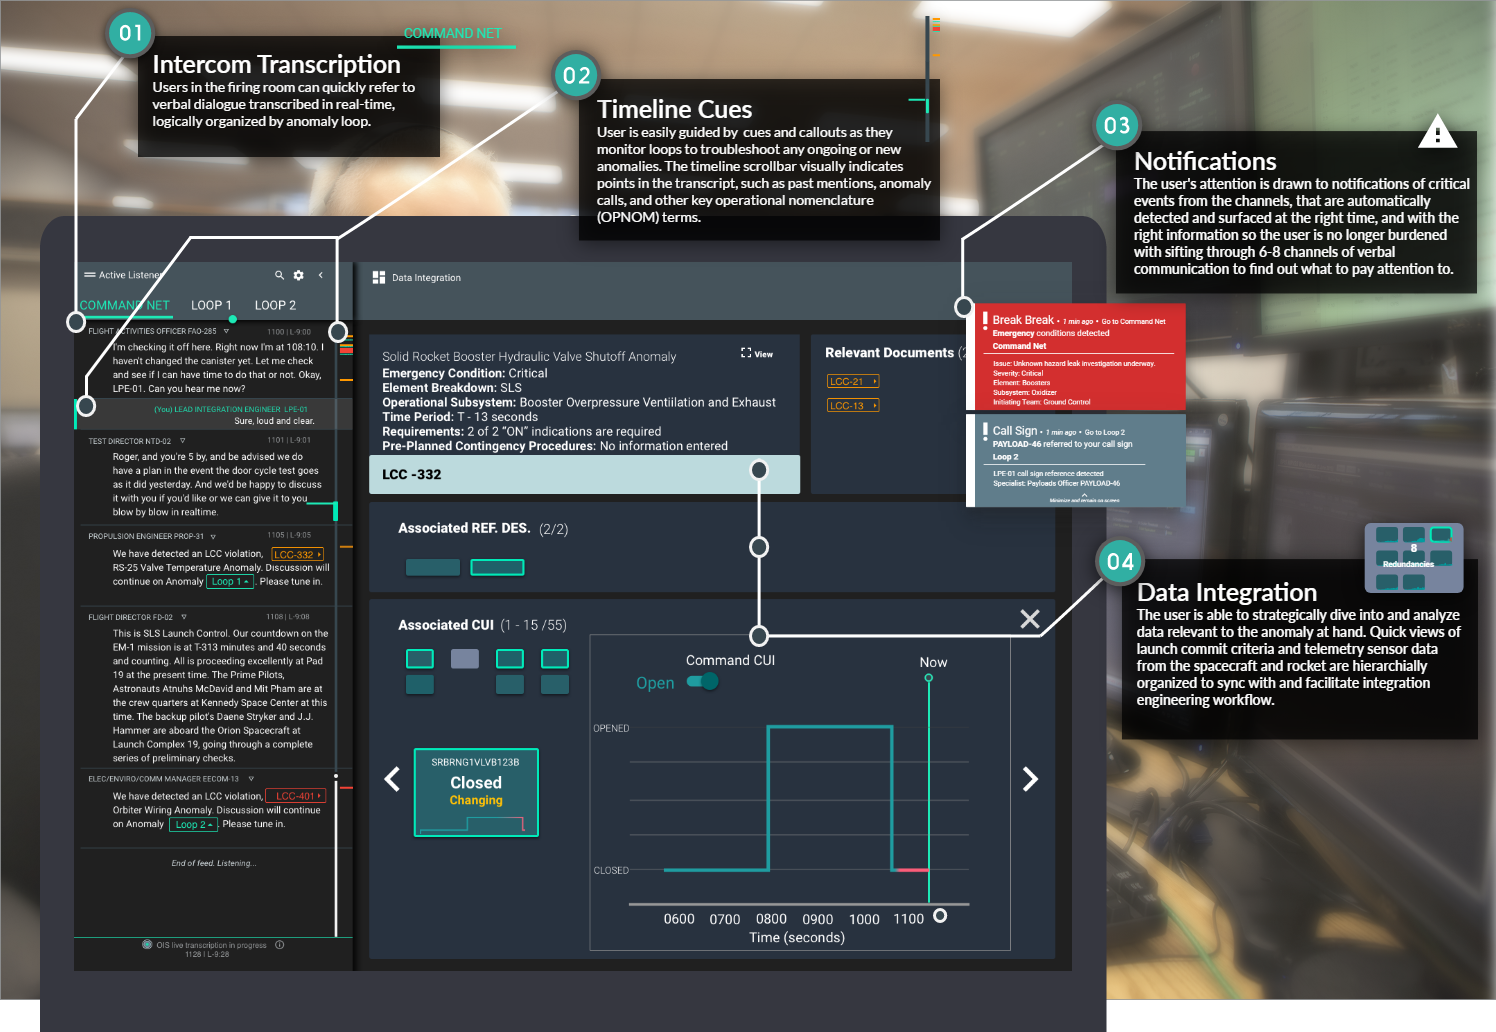 01
COMMAND NET
Intercom Transcription
Users in the firing room can quickly refer to
verbal dialogue transcribed in real-time,
logically organized by anomaly loop.
02
Timeline Cues
User is easily guided by cues and callouts as they
monitor loops to troubleshoot any ongoing or new
anomalies. The timeline scrollbar visually indicates
points in the transcript, such as past mentions, anomaly
calls, and other key operational nomenclature
(OPNOM) terms.
03
Notifications
The user's attention is drawn to notifications of critical
events from the channels, that are automatically
detected and surfaced at the right time, and with the
right information so the user is no longer burdened
with sifting through 6-8 channels of verbal
communication to find out what to pay attention to.
Active Listener
COMMAND NET LOOP 1 LOOP 2
FLIGHT ACTIVITIES OFFICER FAO-285 1100 | L-9:00
I'm checking it off here. Right now I'm at 108:10. I
haven't changed the canister yet. Let me check
and see if I can have time to do that or not. Okay,
LPE-01. Can you hear me now?
(You) LEAD INTEGRATION ENGINEER LPE-01
Sure, loud and clear.
TEST DIRECTOR NTD-02 1101 | L-9:01
Roger, and you're 5 by, and be advised we do
have a plan in the event the door cycle test goes
as it did yesterday. And we'd be happy to discuss
it with you if you'd like or we can give it to you
blow by blow in realtime.
PROPULSION ENGINEER PROP-31 1105 | L-9:05
We have detected an LCC violation, LCC-332
RS-25 Valve Temperature Anomaly. Discussion will
continue on Anomaly Loop 1 . Please tune in.
FLIGHT DIRECTOR FD-02 1108 | L-9:08
This is SLS Launch Control. Our countdown on the
EM-1 mission is at T-313 minutes and 40 seconds
and counting. All is proceeding excellently at Pad
19 at the present time. The Prime Pilots,
Astronauts Atnuhs McDavid and Mit Pham are at
the crew quarters at Kennedy Space Center at this
time. The backup pilot's Daene Stryker and J.J.
Hammer are aboard the Orion Spacecraft at
Launch Complex 19, going through a complete
series of preliminary checks.
ELEC/ENVIRO/COMM MANAGER EECOM-13
We have detected an LCC violation, LCC-401
Orbiter Wiring Anomaly. Discussion will continue
on Anomaly Loop 2 . Please tune in.
End of feed. Listening...
OIS live transcription in progress
1128 | L-9:28
Data Integration
Solid Rocket Booster Hydraulic Valve Shutoff Anomaly View
Emergency Condition: Critical
Element Breakdown: SLS
Operational Subsystem: Booster Overpressure Ventiilation and Exhaust
Time Period: T - 13 seconds
Requirements: 2 of 2 "ON" indications are required
Pre-Planned Contingency Procedures: No information entered
LCC -332
Relevant Documents (2
LCC-21
LCC-13
Break Break • 1 min ago • Go to Command Net
Emergency conditions detected
Command Net
Issue: Unknown hazard leak investigation underway.
Severity: Critical
Element: Boosters
Subsystem: Oxidizer
Initiating Team: Ground Control
Call Sign • 1 min ago • Go to Loop 2
PAYLOAD-46 referred to your call sign
Loop 2
LPE-01 call sign reference detected
Specialist: Payloads Officer PAYLOAD-46
Minimize and remain on screen
Associated REF. DES. (2/2)
Associated CUI (1 - 15 /55)
SRBRNG1VLVB123B
Closed
Changing
Command CUI
Open
Now
OPENED
CLOSED
0600 0700 0800 0900 1000 1100
Time (seconds)
04
8
Redundancies
Data Integration
The user is able to strategically dive into and analyze
data relevant to the anomaly at hand. Quick views of
launch commit criteria and telemetry sensor data
from the spacecraft and rocket are hierarchially
organized to sync with and facilitate integration
engineering workflow.